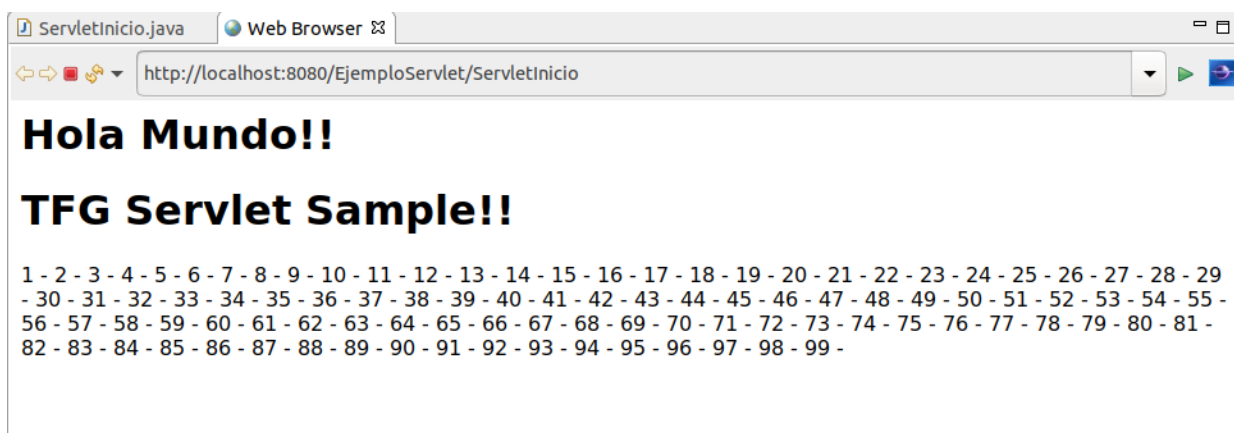 ServletInicio.java Web Browser
http://localhost:8080/EjemploServlet/ServletInicio
Hola Mundo!!
TFG Servlet Sample!!
1 - 2 - 3 - 4 - 5 - 6 - 7 - 8 - 9 - 10 - 11 - 12 - 13 - 14 - 15 - 16 - 17 - 18 - 19 - 20 - 21 - 22 - 23 - 24 - 25 - 26 - 27 - 28 - 29
- 30 - 31 - 32 - 33 - 34 - 35 - 36 - 37 - 38 - 39 - 40 - 41 - 42 - 43 - 44 - 45 - 46 - 47 - 48 - 49 - 50 - 51 - 52 - 53 - 54 - 55 -
56 - 57 - 58 - 59 - 60 - 61 - 62 - 63 - 64 - 65 - 66 - 67 - 68 - 69 - 70 - 71 - 72 - 73 - 74 - 75 - 76 - 77 - 78 - 79 - 80 - 81 -
82 - 83 - 84 - 85 - 86 - 87 - 88 - 89 - 90 - 91 - 92 - 93 - 94 - 95 - 96 - 97 - 98 - 99 -